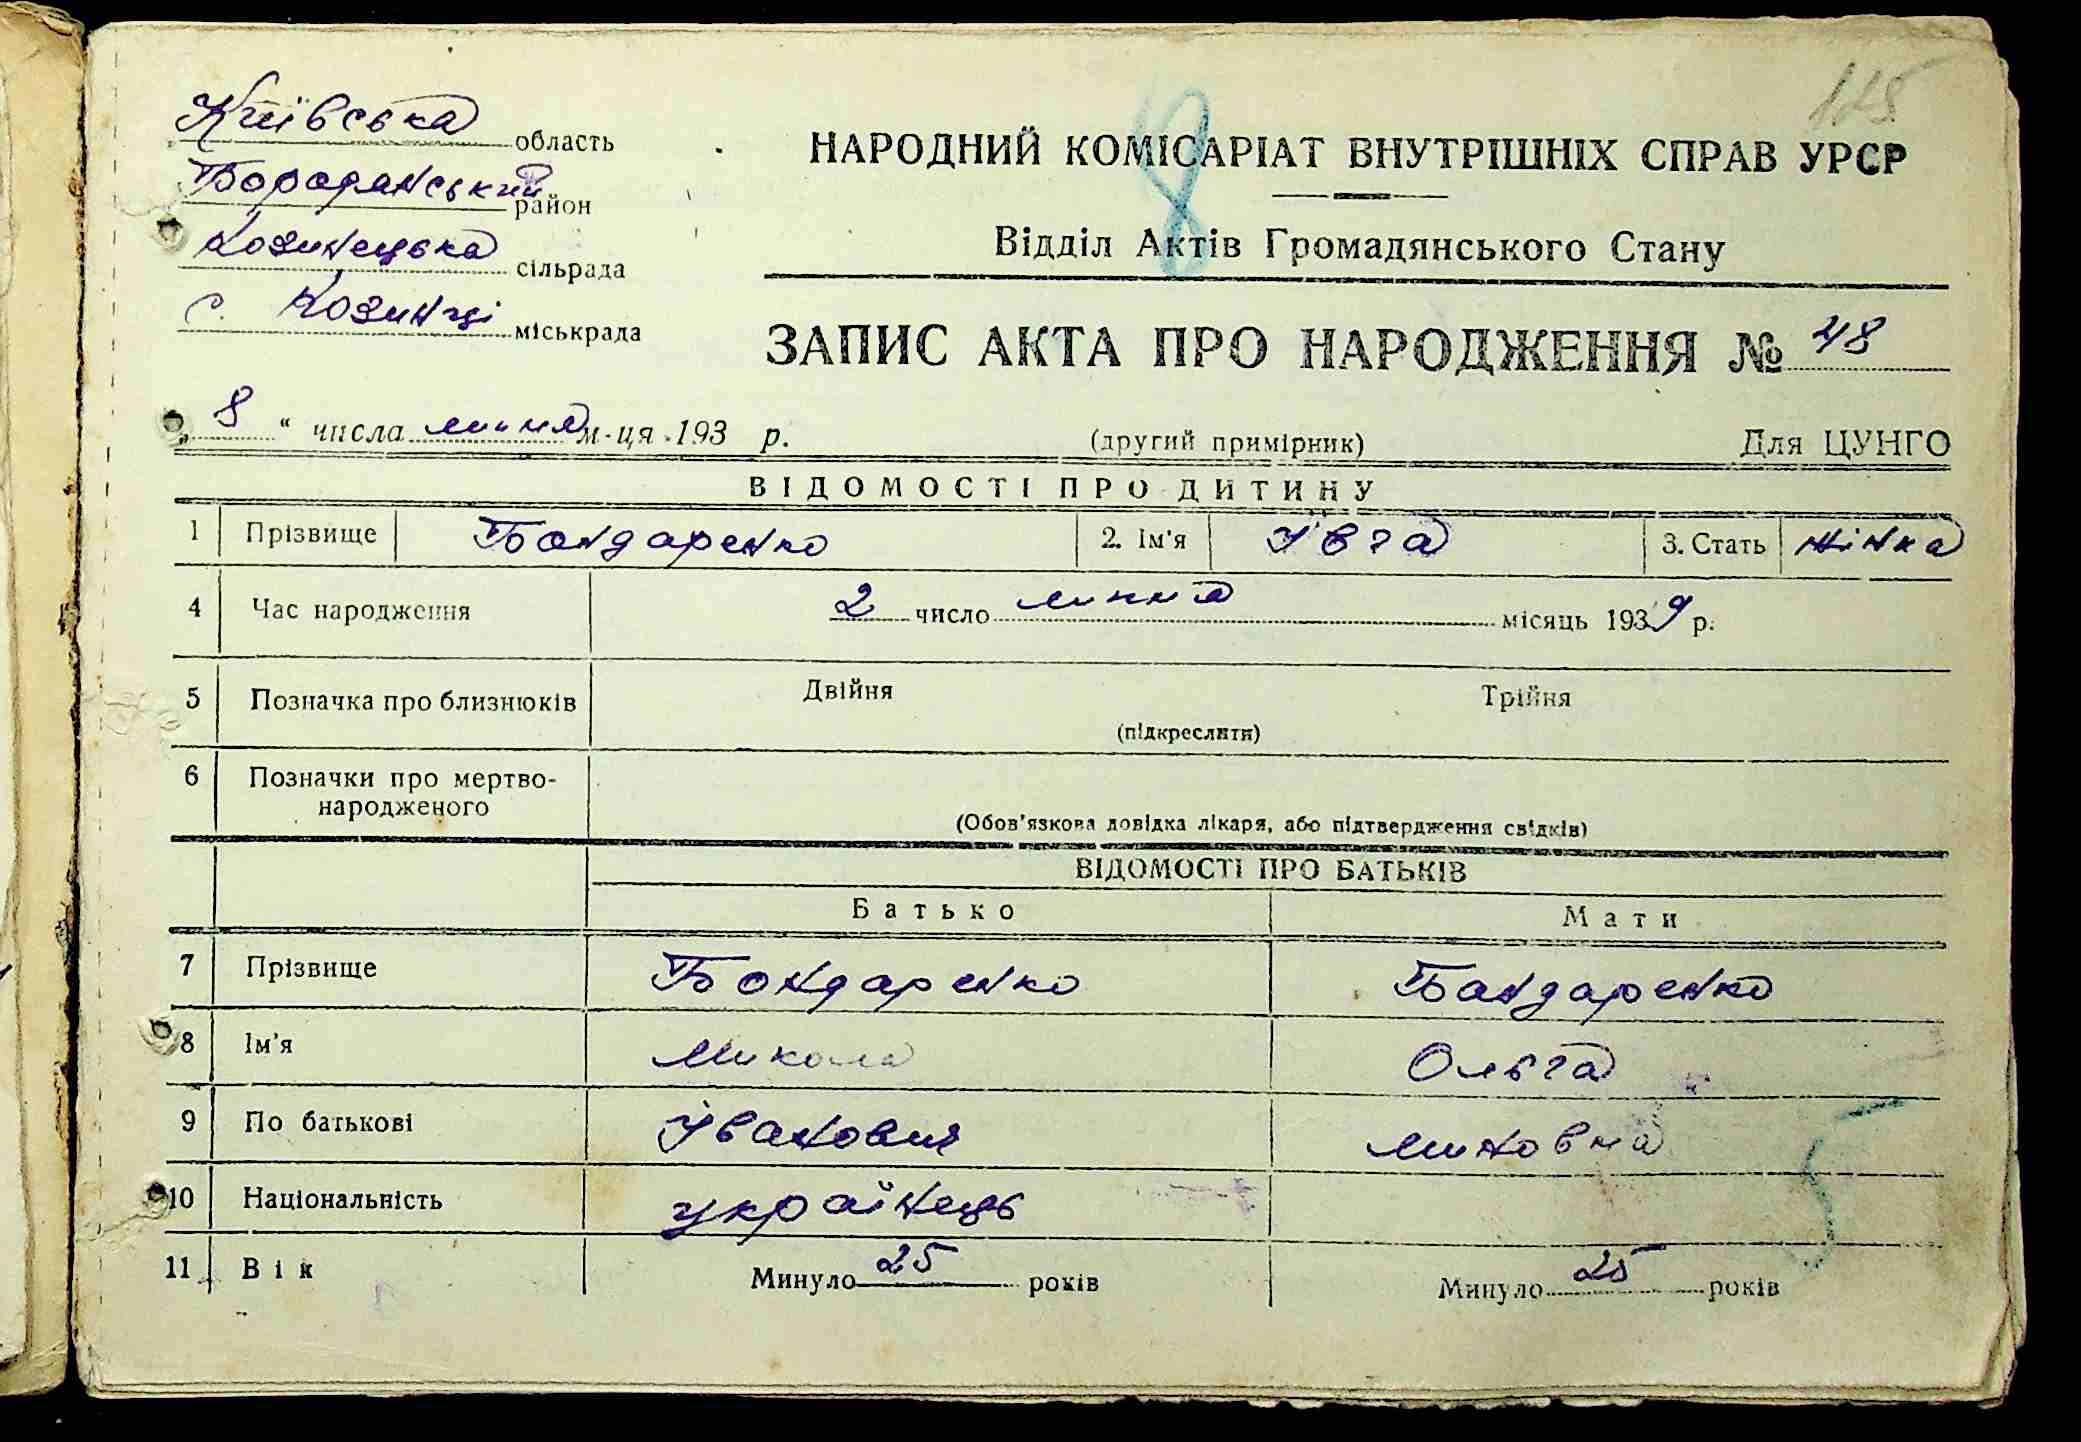 125
8
Київська область
Бородянський район
Козинецька сільрада
с. Козинці міськрада
НАРОДНИЙ КОМІСАРІАТ ВНУТРІШНІХ СПРАВ УРСР
Відділ Актів Громадянського Стану
ЗАПИС АКТА ПРО НАРОДЖЕННЯ № 48
„8“ числа липня м-ця 193 р.
(другий примірник)
Для ЦУНГО
ВІДОМОСТІ ПРО ДИТИНУ
1 Прізвище Бондаренко 2. Ім'я Івга 3. Стать жінка
4 Час народження 2 число липня місяць 1939 р.
5 Позначка про близнюків Двійня Трійня
(підкреслити)
6 Позначки про мертво-
народженого
(Обов'язкова довідка лікаря, або підтвердження свідків)
ВІДОМОСТІ ПРО БАТЬКІВ
Батько Мати
7 Прізвище Бондаренко Бандаренко
8 Ім'я Микола Ольга
9 По батькові Іванович Миновна
10 Національність українець
11 Вік Минуло 25 років Минуло 25 років